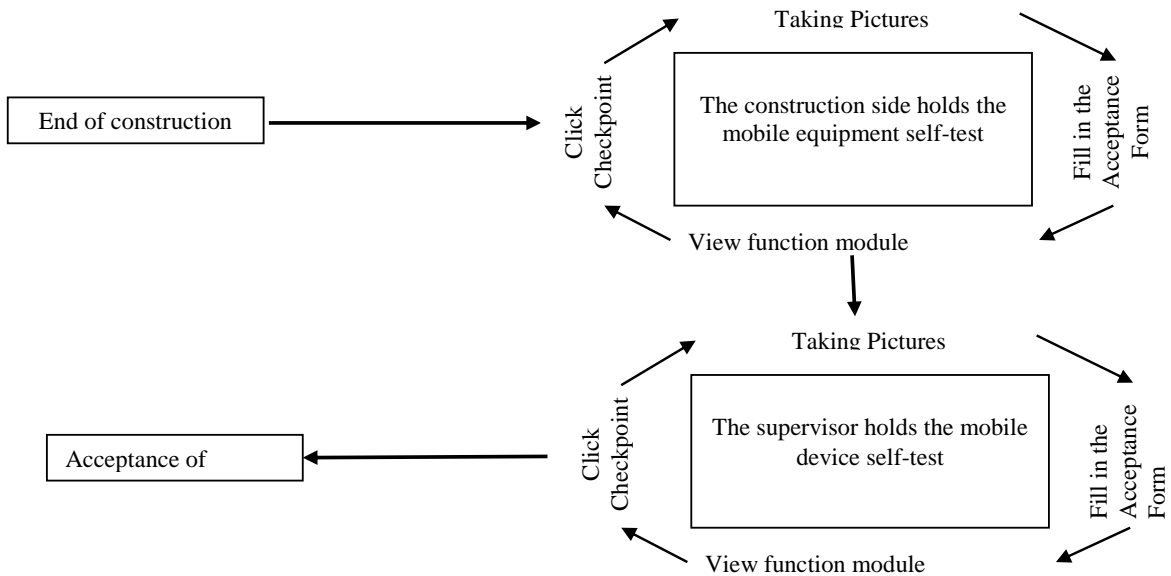 Taking Pictures
End of construction
Click
Checkpoint
The construction side holds the
mobile equipment self-test
Fill in the
Acceptance
Form
View function module
Taking Pictures
Acceptance of
Click
Checkpoint
The supervisor holds the mobile
device self-test
Fill in the
Acceptance
Form
View function module